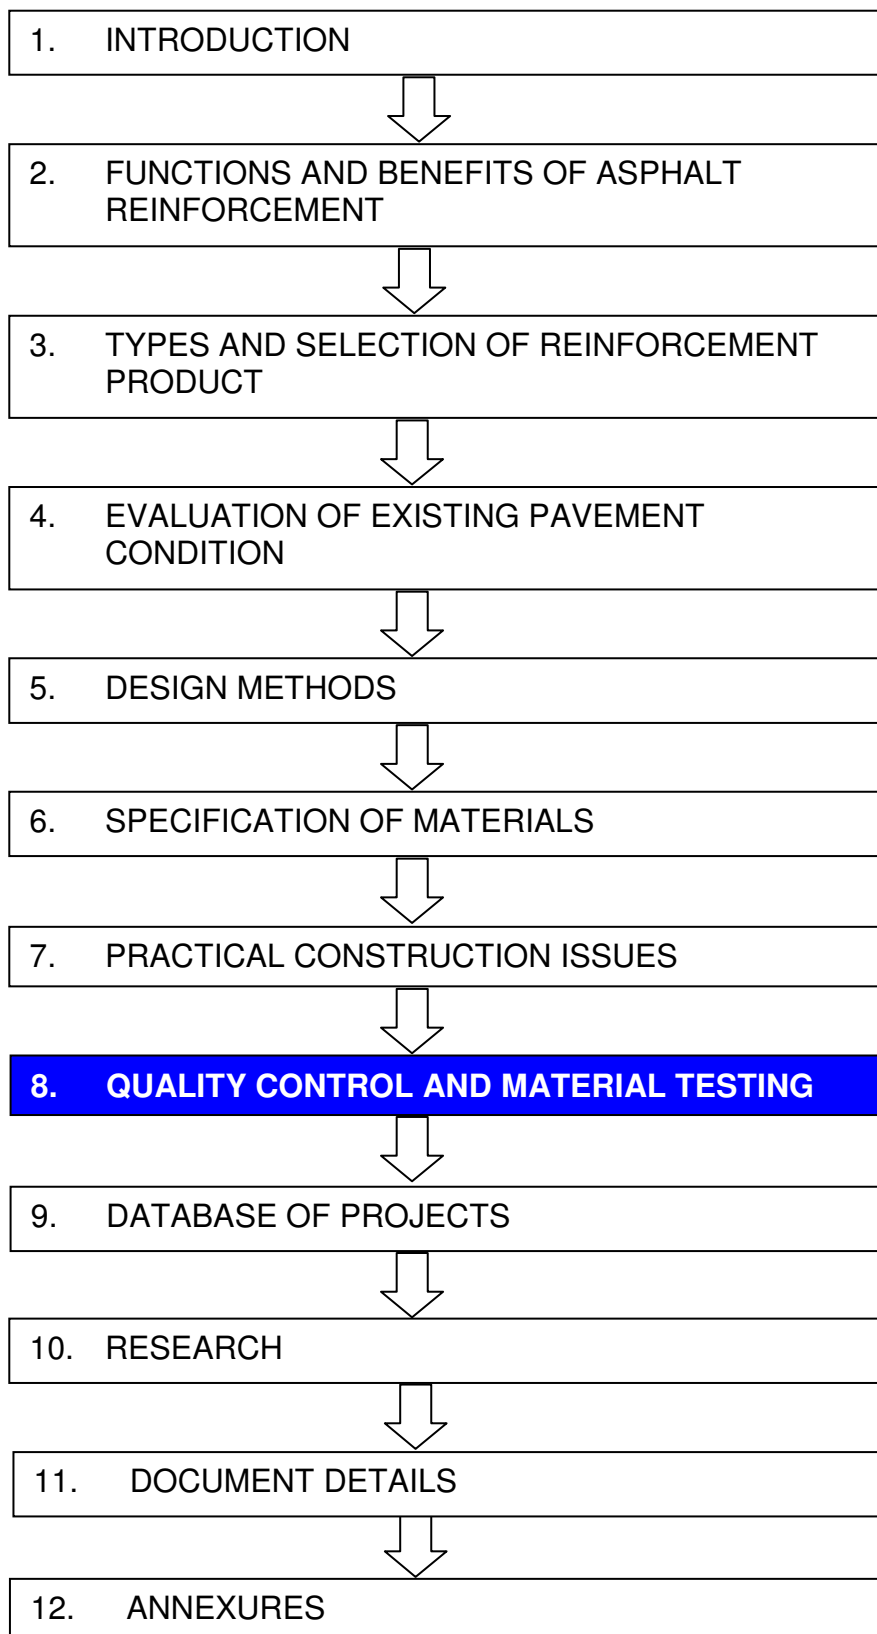 1. INTRODUCTION
2. FUNCTIONS AND BENEFITS OF ASPHALT
REINFORCEMENT
3. TYPES AND SELECTION OF REINFORCEMENT
PRODUCT
4. EVALUATION OF EXISTING PAVEMENT
CONDITION
5. DESIGN METHODS
6. SPECIFICATION OF MATERIALS
7. PRACTICAL CONSTRUCTION ISSUES
8. QUALITY CONTROL AND MATERIAL TESTING
9. DATABASE OF PROJECTS
10. RESEARCH
11. DOCUMENT DETAILS
12. ANNEXURES